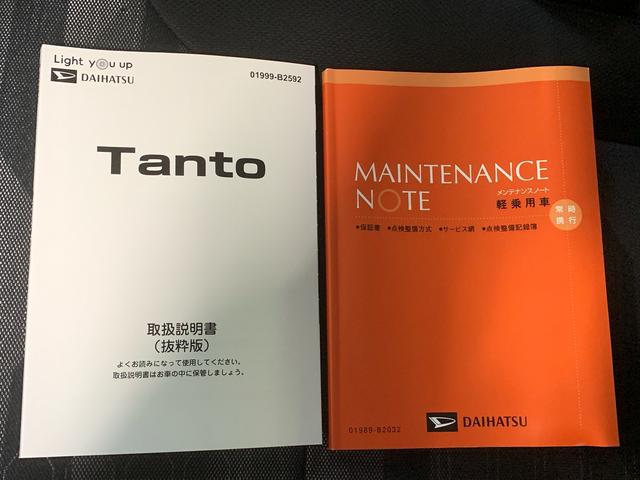 Light you up
DAIHATSU
01999-B2592
Tanto
取扱説明書
(抜粋版)
よくお読みになって使用してください。
取扱説明書はお車の中に保管しましょう。
MAINTENANCE
NOTE
メンテナンスノート
軽乗用車
常時
携行
●保証書 ●点検整備方式 ●サービス網 ●点検整備記録簿
01989-B2032
DAIHATSU